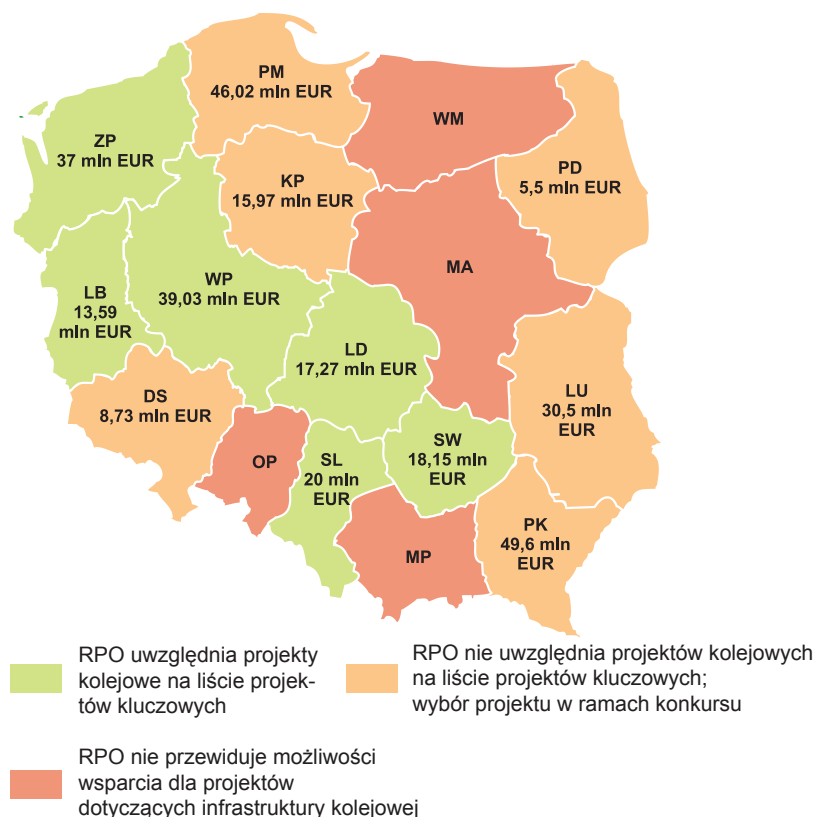 PM
46,02 mln EUR
WM
ZP
37 mln EUR
PD
5,5 mln EUR
KP
15,97 mln EUR
MA
WP
39,03 mln EUR
LB
13,59
mln EUR
LD
17,27 mln EUR
DS
8,73 mln EUR
LU
30,5 mln
EUR
SW
18,15 mln
EUR
OP
SL
20 mln
EUR
PK
49,6 mln
EUR
MP
RPO uwzględnia projekty
kolejowe na liście projek-
tów kluczowych
RPO nie uwzględnia projektów kolejowych
na liście projektów kluczowych;
wybór projektu w ramach konkursu
RPO nie przewiduje możliwości
wsparcia dla projektów
dotyczących infrastruktury kolejowej